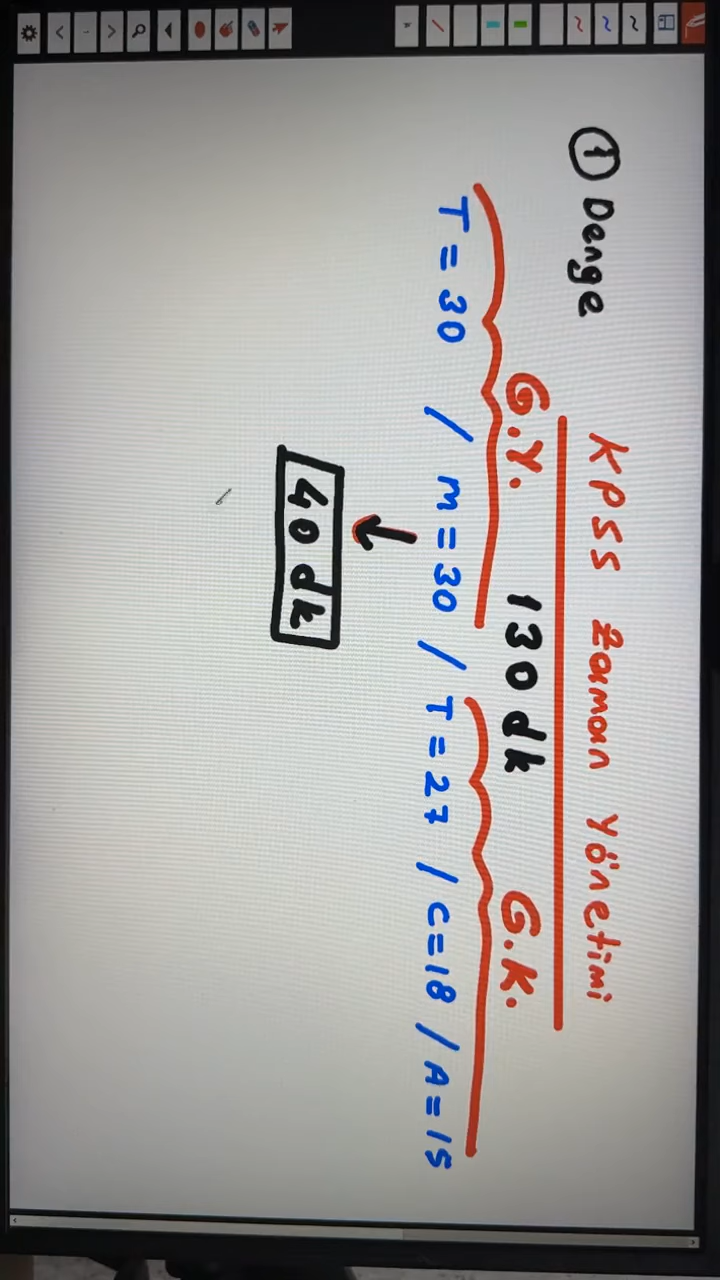 KPSS Zaman Yönetimi
① Denge
G.Y. 130 dk G.K.
T = 30 / m = 30 / T = 27 / C = 18 / A = 15
40 dk